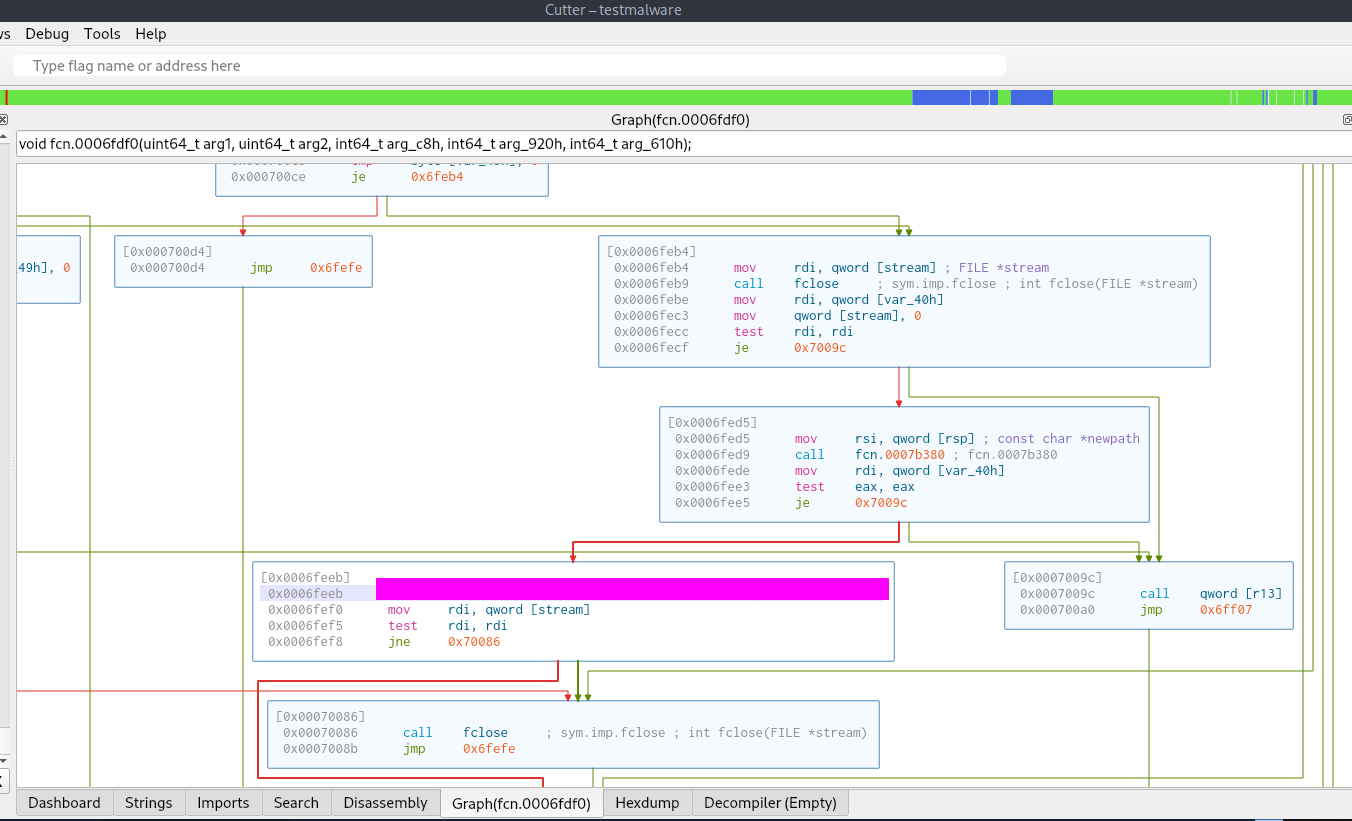 Cutter – testmalware
ws Debug Tools Help
Type flag name or address here
Graph(fcn.0006fdf0)
void fcn.0006fdf0(uint64_t arg1, uint64_t arg2, int64_t arg_c8h, int64_t arg_920h, int64_t arg_610h);
0x000700ce je 0x6feb4
49h], 0
[0x000700d4]
0x000700d4 jmp 0x6fefe
[0x0006feb4]
0x0006feb4 mov rdi, qword [stream] ; FILE *stream
0x0006feb9 call fclose ; sym.imp.fclose ; int fclose(FILE *stream)
0x0006febe mov rdi, qword [var_40h]
0x0006fec3 mov qword [stream], 0
0x0006fecc test rdi, rdi
0x0006fecf je 0x7009c
[0x0006fed5]
0x0006fed5 mov rsi, qword [rsp] ; const char *newpath
0x0006fed9 call fcn.0007b380 ; fcn.0007b380
0x0006fede mov rdi, qword [var_40h]
0x0006fee3 test eax, eax
0x0006fee5 je 0x7009c
[0x0006feeb]
0x0006feeb
0x0006fef0 mov rdi, qword [stream]
0x0006fef5 test rdi, rdi
0x0006fef8 jne 0x70086
[0x0007009c]
0x0007009c call qword [r13]
0x000700a0 jmp 0x6ff07
[0x00070086]
0x00070086 call fclose ; sym.imp.fclose ; int fclose(FILE *stream)
0x0007008b jmp 0x6fefe
Dashboard Strings Imports Search Disassembly Graph(fcn.0006fdf0) Hexdump Decompiler (Empty)